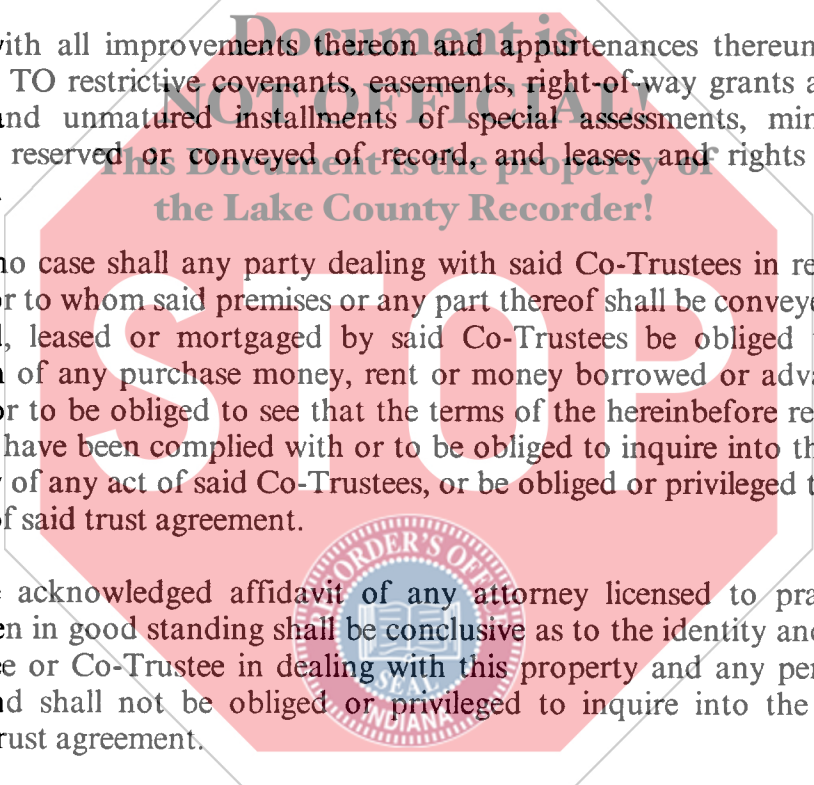 Document is
with all improvements thereon and appurtenances thereun
TO restrictive covenants, easements, right-of-way grants a
NOT OFFICIAL!
and unmatured installments of special assessments, min
reserved or conveyed of record, and leases and rights
This Document is the property of
the Lake County Recorder!
no case shall any party dealing with said Co-Trustees in re
or to whom said premises or any part thereof shall be conveye
d, leased or mortgaged by said Co-Trustees be obliged
n of any purchase money, rent or money borrowed or adva
or to be obliged to see that the terms of the hereinbefore re
have been complied with or to be obliged to inquire into th
y of any act of said Co-Trustees, or be obliged or privileged t
of said trust agreement.
STOP
RECORDER'S OFFICE
acknowledged affidavit of any attorney licensed to pra
en in good standing shall be conclusive as to the identity and
ee or Co-Trustee in dealing with this property and any per
SEAL
nd shall not be obliged or privileged to inquire into the
INDIANA
trust agreement.